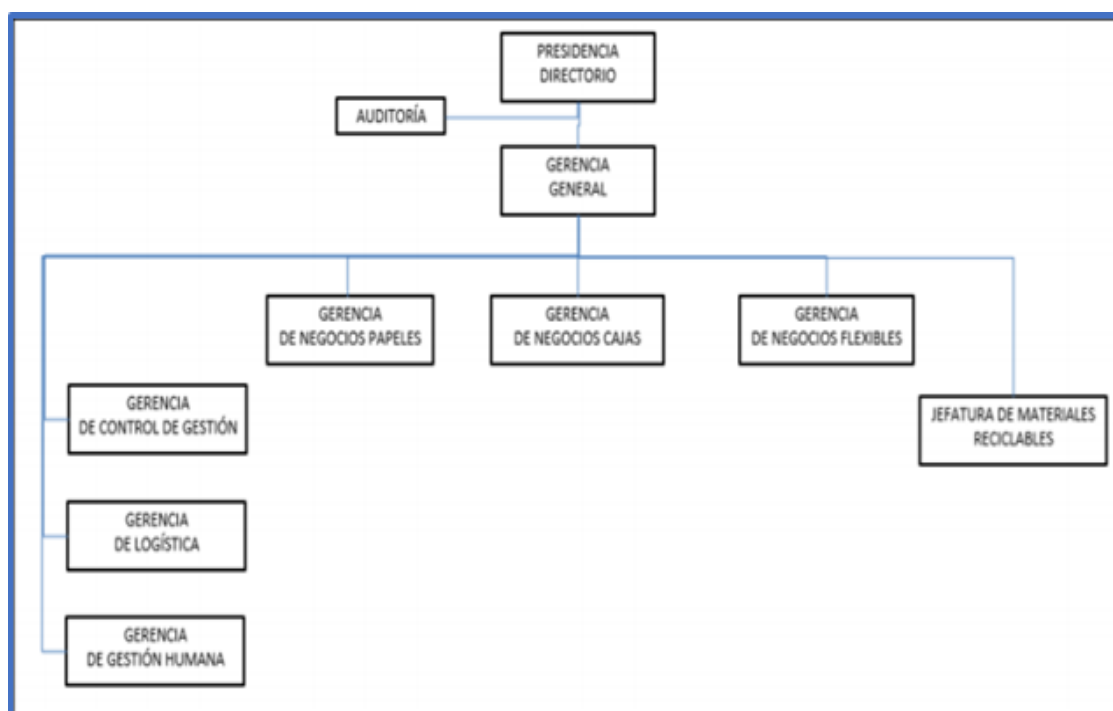 PRESIDENCIA
DIRECTORIO
AUDITORÍA
GERENCIA
GENERAL
GERENCIA
DE NEGOCIOS PAPELES
GERENCIA
DE NEGOCIOS CAJAS
GERENCIA
DE NEGOCIOS FLEXIBLES
GERENCIA
DE CONTROL DE GESTIÓN
JEFATURA DE MATERIALES
RECICLABLES
GERENCIA
DE LOGÍSTICA
GERENCIA
DE GESTIÓN HUMANA